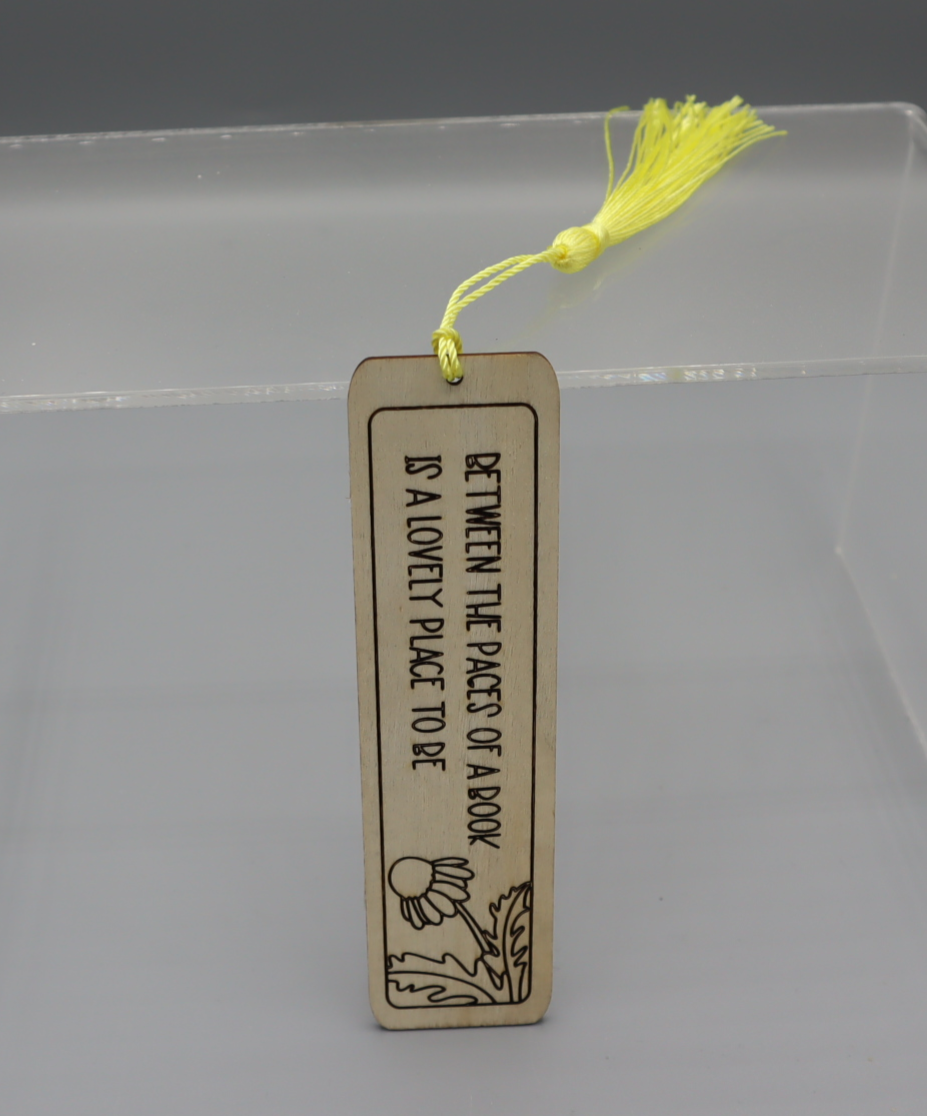 BETWEEN THE PAGES OF A BOOK
IS A LOVELY PLACE TO BE